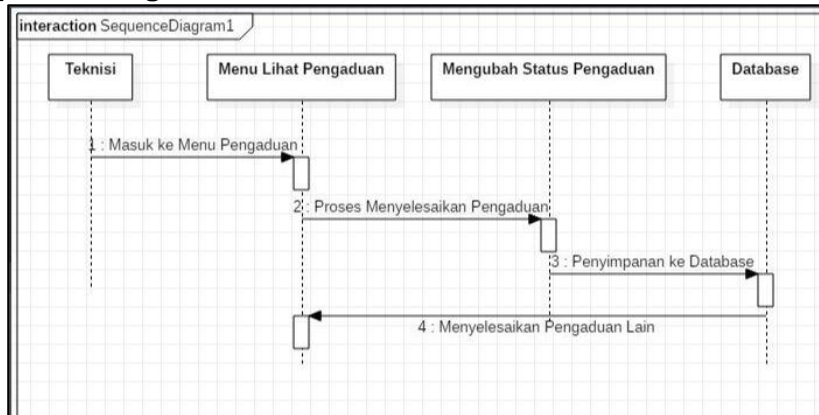 interaction SequenceDiagram1
Teknisi
Menu Lihat Pengaduan
Mengubah Status Pengaduan
Database
1 : Masuk ke Menu Pengaduan
2 : Proses Menyelesaikan Pengaduan
3 : Penyimpanan ke Database
4 : Menyelesaikan Pengaduan Lain